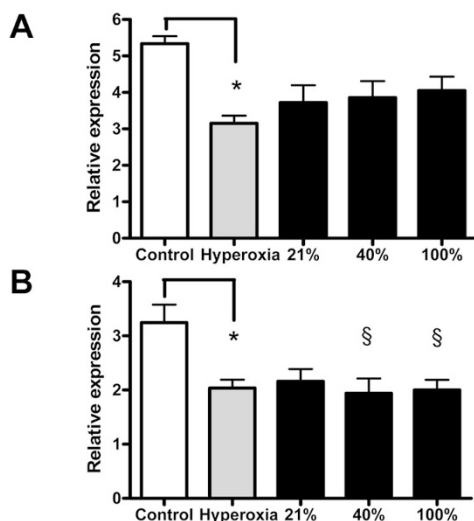 A
Relative expression
6
5
4
3
2
1
0
*
Control Hyperoxia 21% 40% 100%
B
Relative expression
4
3
2
1
0
* § §
Control Hyperoxia 21% 40% 100%